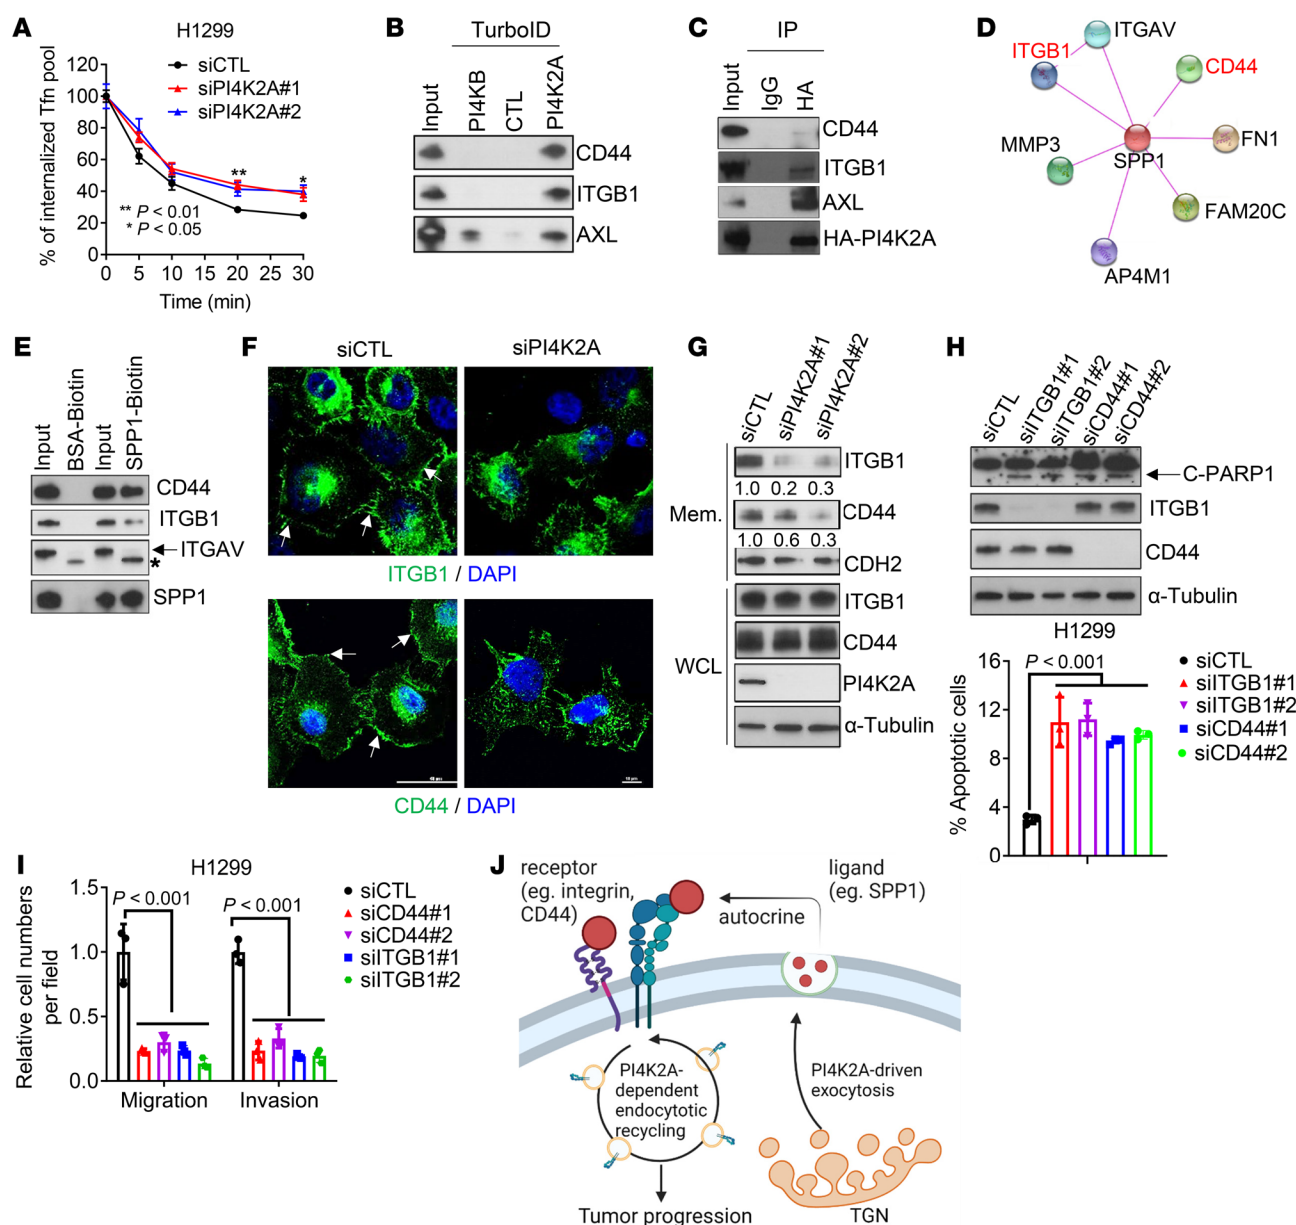 A
H1299
siCTL
siPI4K2A#1
siPI4K2A#2
% of internalized Tfn pool
120
100
80
60
40
20
0
**
*
** P < 0.01
* P < 0.05
0 5 10 15 20 25 30
Time (min)
B
TurboID
Input
PI4KB
CTL
PI4K2A
CD44
ITGB1
AXL
C
IP
Input
IgG
HA
CD44
ITGB1
AXL
HA-PI4K2A
D
ITGB1
ITGAV
CD44
MMP3
SPP1
FN1
FAM20C
AP4M1
E
Input
BSA-Biotin
Input
SPP1-Biotin
CD44
ITGB1
ITGAV
*
SPP1
F
siCTL
siPI4K2A
ITGB1 / DAPI
CD44 / DAPI
G
siCTL
siPI4K2A#1
siPI4K2A#2
Mem.
ITGB1
1.0 0.2 0.3
CD44
1.0 0.6 0.3
CDH2
WCL
ITGB1
CD44
PI4K2A
α-Tubulin
H
siCTL
siITGB1#1
siITGB1#2
siCD44#1
siCD44#2
C-PARP1
ITGB1
CD44
α-Tubulin
H1299
% Apoptotic cells
16
12
8
4
0
P < 0.001
siCTL
siITGB1#1
siITGB1#2
siCD44#1
siCD44#2
I
H1299
Relative cell numbers
per field
1.5
1.0
0.5
0.0
P < 0.001
P < 0.001
Migration
Invasion
siCTL
siCD44#1
siCD44#2
siITGB1#1
siITGB1#2
J
receptor
(eg. integrin,
CD44)
ligand
(eg. SPP1)
autocrine
PI4K2A-
dependent
endocytotic
recycling
PI4K2A-driven
exocytosis
Tumor progression
TGN